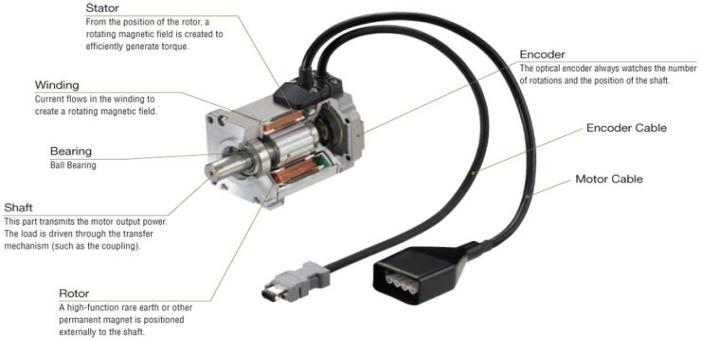 Stator
From the position of the rotor, a
rotating magnetic field is created to
efficiently generate torque.
Winding
Current flows in the winding to
create a rotating magnetic field.
Bearing
Ball Bearing
Shaft
This part transmits the motor output power.
The load is driven through the transfer
mechanism (such as the coupling).
Rotor
A high-function rare earth or other
permanent magnet is positioned
externally to the shaft.
Encoder
The optical encoder always watches the number
of rotations and the position of the shaft.
Encoder Cable
Motor Cable